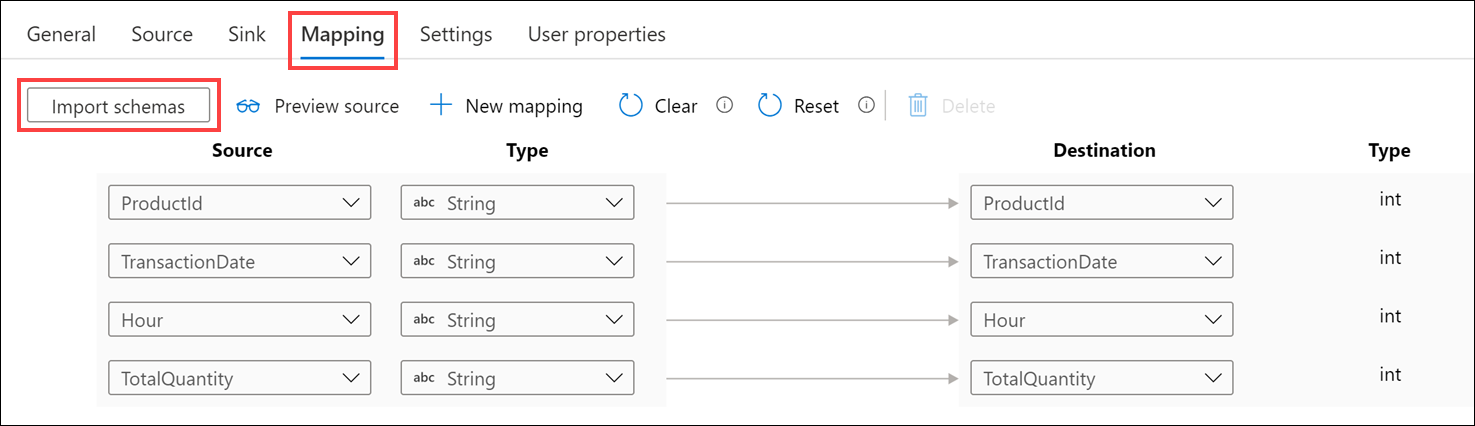 General Source Sink Mapping Settings User properties
Import schemas Preview source New mapping Clear Reset Delete
Source Type Destination Type
ProductId abc String ProductId int
TransactionDate abc String TransactionDate int
Hour abc String Hour int
TotalQuantity abc String TotalQuantity int